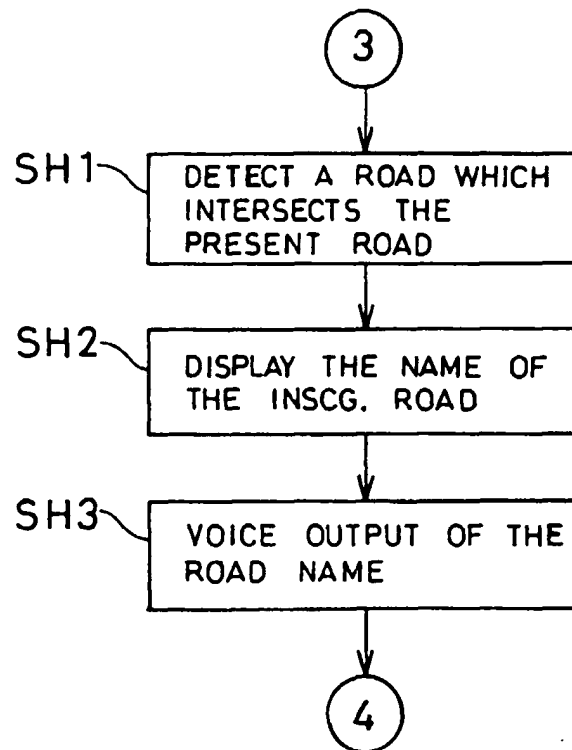 3
SH1
DETECT A ROAD WHICH
INTERSECTS THE
PRESENT ROAD
SH2
DISPLAY THE NAME OF
THE INSCG. ROAD
SH3
VOICE OUTPUT OF THE
ROAD NAME
4